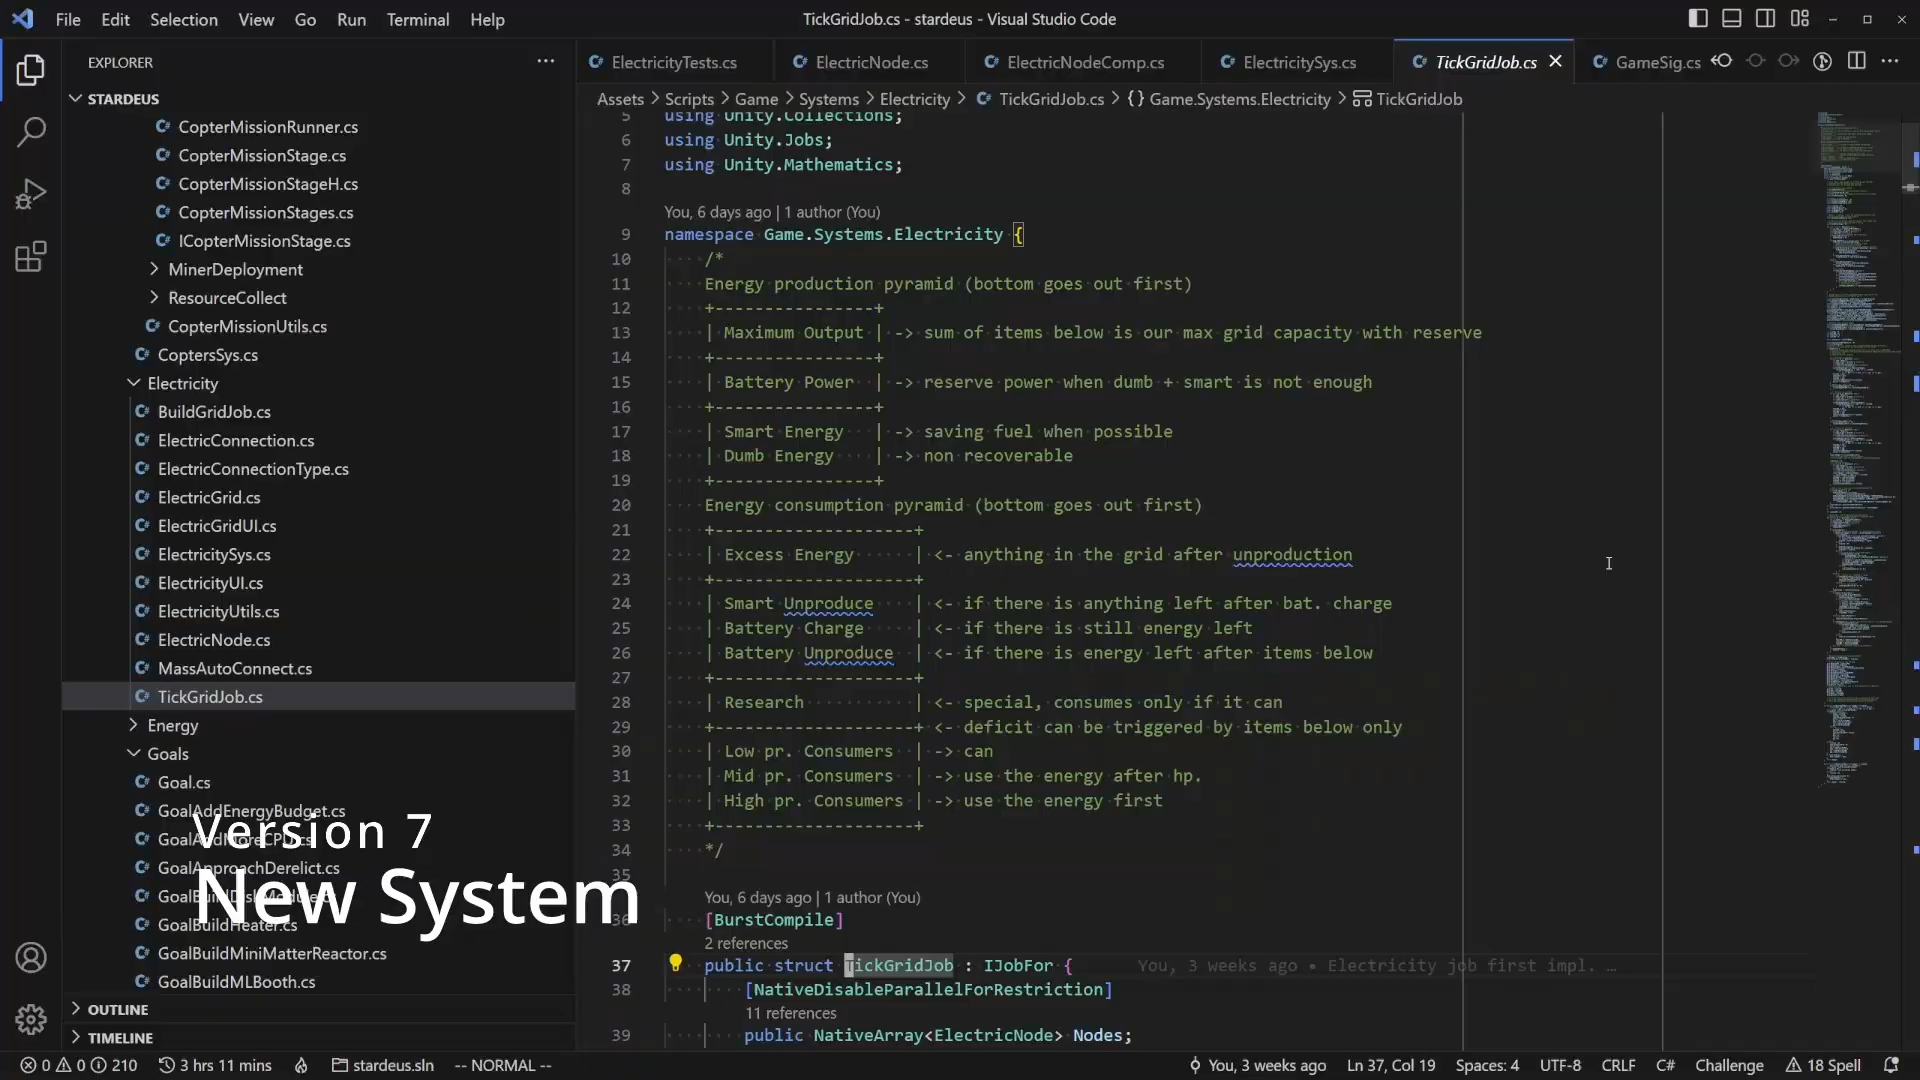 File Edit Selection View Go Run Terminal Help
TickGridJob.cs - stardeus - Visual Studio Code
EXPLORER
STARDEUS
CopterMissionRunner.cs
CopterMissionStage.cs
CopterMissionStageH.cs
CopterMissionStages.cs
ICopterMissionStage.cs
MinerDeployment
ResourceCollect
CopterMissionUtils.cs
CoptersSys.cs
Electricity
BuildGridJob.cs
ElectricConnection.cs
ElectricConnectionType.cs
ElectricGrid.cs
ElectricGridUI.cs
ElectricitySys.cs
ElectricityUI.cs
ElectricityUtils.cs
ElectricNode.cs
MassAutoConnect.cs
TickGridJob.cs
Energy
Goals
Goal.cs
GoalAddEnergyBudget.cs
GoalAddMoreCPD.cs
GoalApproachDerelict.cs
GoalBuildDiskModule.cs
GoalBuildHeater.cs
GoalBuildMiniMatterReactor.cs
GoalBuildMLBooth.cs
OUTLINE
TIMELINE
Version 7
New System
ElectricityTests.cs ElectricNode.cs ElectricNodeComp.cs ElectricitySys.cs TickGridJob.cs GameSig.cs
Assets > Scripts > Game > Systems > Electricity > TickGridJob.cs > {} Game.Systems.Electricity > TickGridJob
5 using Unity.Collections;
6 using Unity.Jobs;
7 using Unity.Mathematics;
8
You, 6 days ago | 1 author (You)
9 namespace Game.Systems.Electricity {
10 /*
11 Energy production pyramid (bottom goes out first)
12 +----------------+
13 | Maximum Output | -> sum of items below is our max grid capacity with reserve
14 +----------------+
15 | Battery Power | -> reserve power when dumb + smart is not enough
16 +----------------+
17 | Smart Energy | -> saving fuel when possible
18 | Dumb Energy | -> non recoverable
19 +----------------+
20 Energy consumption pyramid (bottom goes out first)
21 +--------------------+
22 | Excess Energy | <- anything in the grid after unproduction
23 +--------------------+
24 | Smart Unproduce | <- if there is anything left after bat. charge
25 | Battery Charge | <- if there is still energy left
26 | Battery Unproduce | <- if there is energy left after items below
27 +--------------------+
28 | Research | <- special, consumes only if it can
29 +--------------------+ <- deficit can be triggered by items below only
30 | Low pr. Consumers | -> can
31 | Mid pr. Consumers | -> use the energy after hp.
32 | High pr. Consumers | -> use the energy first
33 +--------------------+
34 */
35
You, 6 days ago | 1 author (You)
36 [BurstCompile]
2 references
37 public struct TickGridJob : IJobFor { You, 3 weeks ago • Electricity job first impl. …
38 [NativeDisableParallelForRestriction]
11 references
39 public NativeArray<ElectricNode> Nodes;
0 0 210 3 hrs 11 mins stardeus.sln -- NORMAL -- You, 3 weeks ago Ln 37, Col 19 Spaces: 4 UTF-8 CRLF C# Challenge 18 Spell